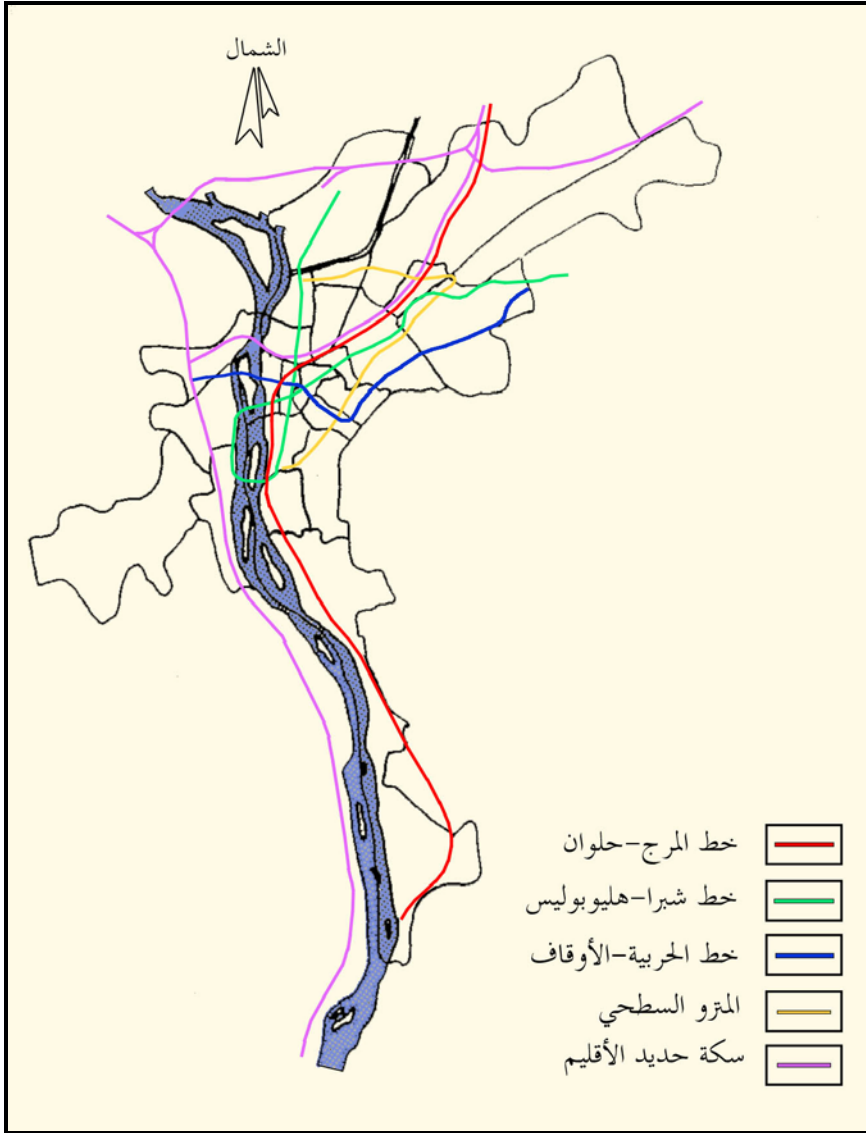 الشمال
خط المرج-حلوان
خط شبرا-هليوبوليس
خط الحربية-الأوقاف
المترو السطحي
سكة حديد الأقليم